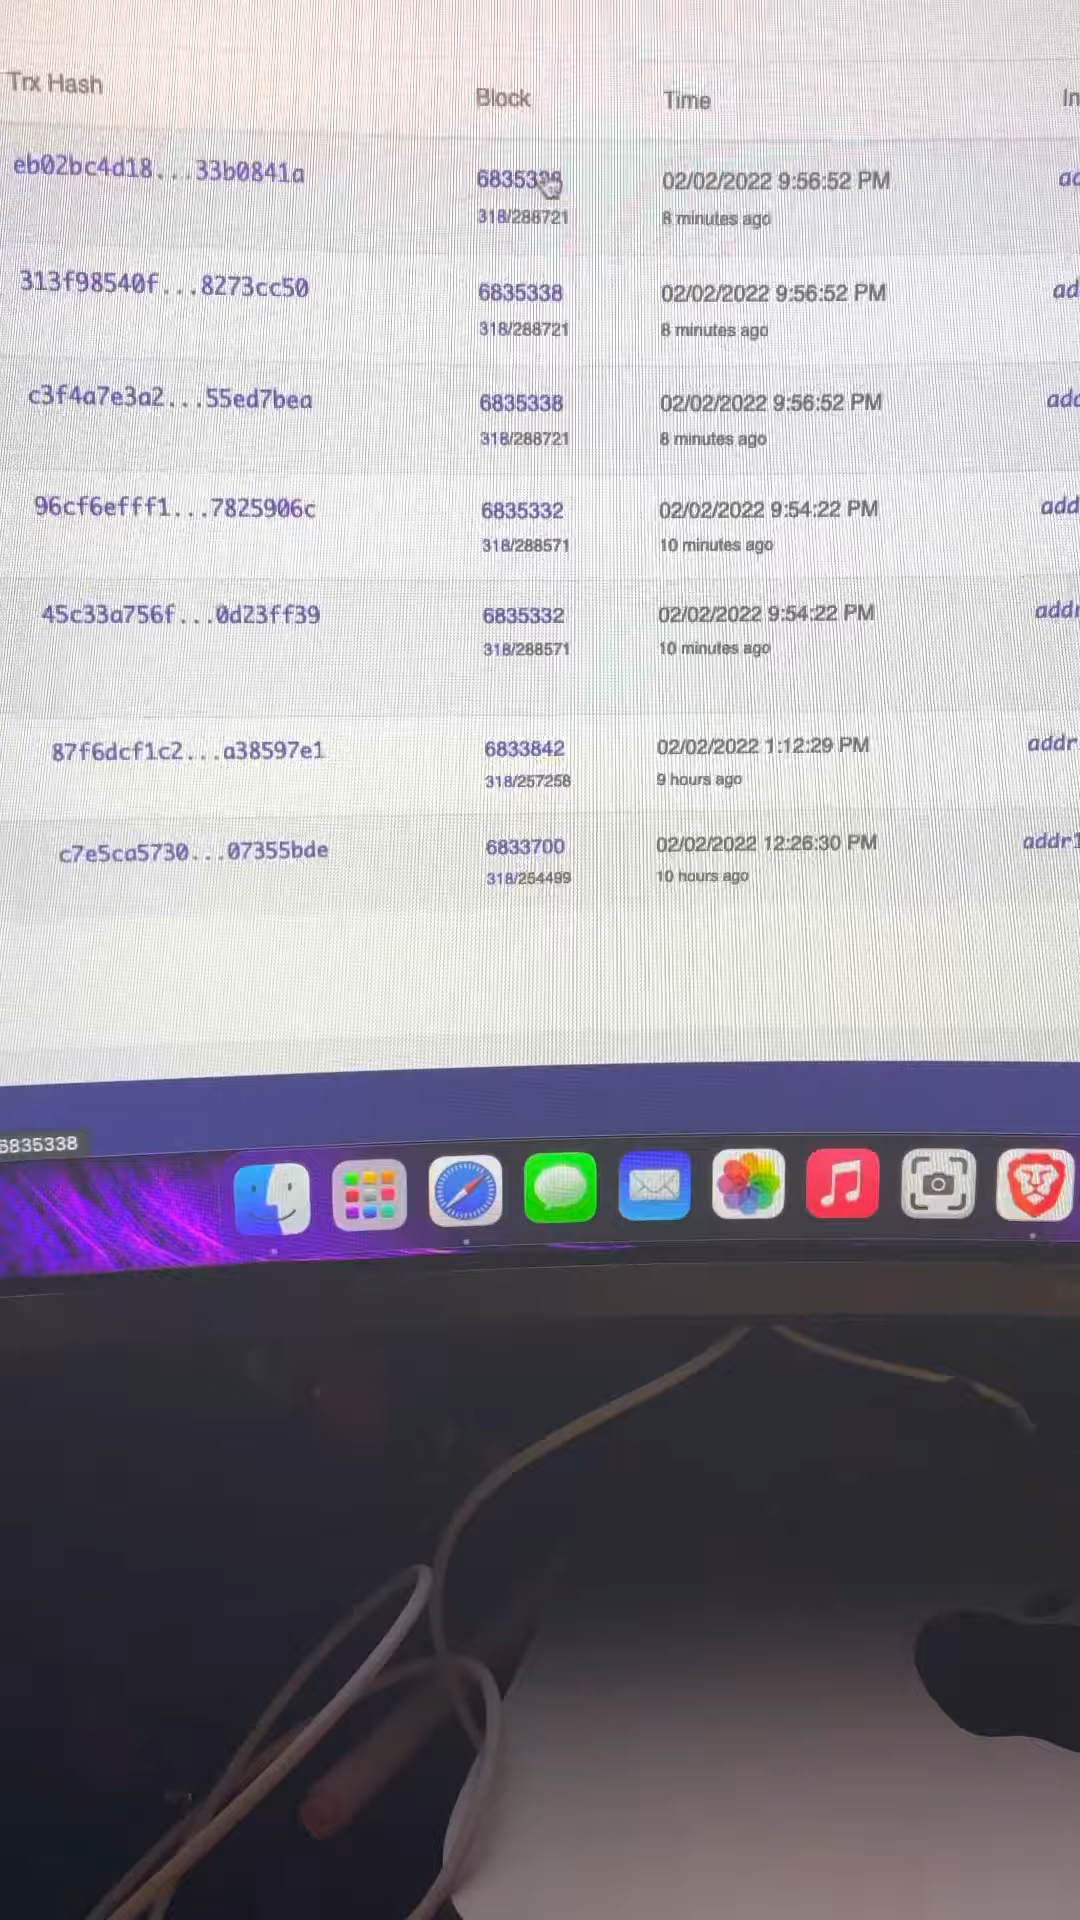 Trx Hash Block Time In
eb02bc4d18...33b0841a 6835338 02/02/2022 9:56:52 PM ad
318/288721 8 minutes ago
313f98540f...8273cc50 6835338 02/02/2022 9:56:52 PM ad
318/288721 8 minutes ago
c3f4a7e3a2...55ed7bea 6835338 02/02/2022 9:56:52 PM add
318/288721 8 minutes ago
96cf6efff1...7825906c 6835332 02/02/2022 9:54:22 PM add
318/288571 10 minutes ago
45c33a756f...0d23ff39 6835332 02/02/2022 9:54:22 PM addr
318/288571 10 minutes ago
87f6dcf1c2...a38597e1 6833842 02/02/2022 1:12:29 PM addr
318/257258 9 hours ago
c7e5ca5730...07355bde 6833700 02/02/2022 12:26:30 PM addr1
318/254499 10 hours ago
6835338